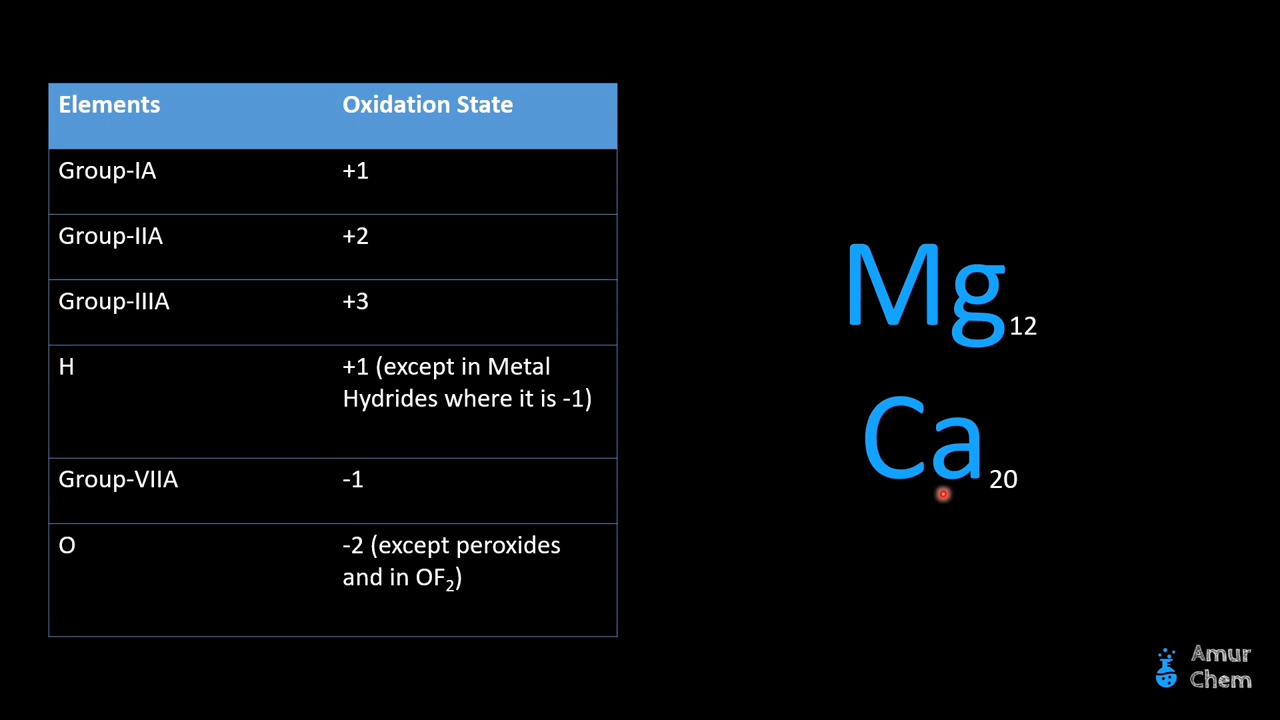 Elements Oxidation State
Group-IA +1
Group-IIA +2
Group-IIIA +3
H +1 (except in Metal
Hydrides where it is -1)
Group-VIIA -1
O -2 (except peroxides
and in OF₂)
Mg₁₂
Ca₂₀
Amur
Chem